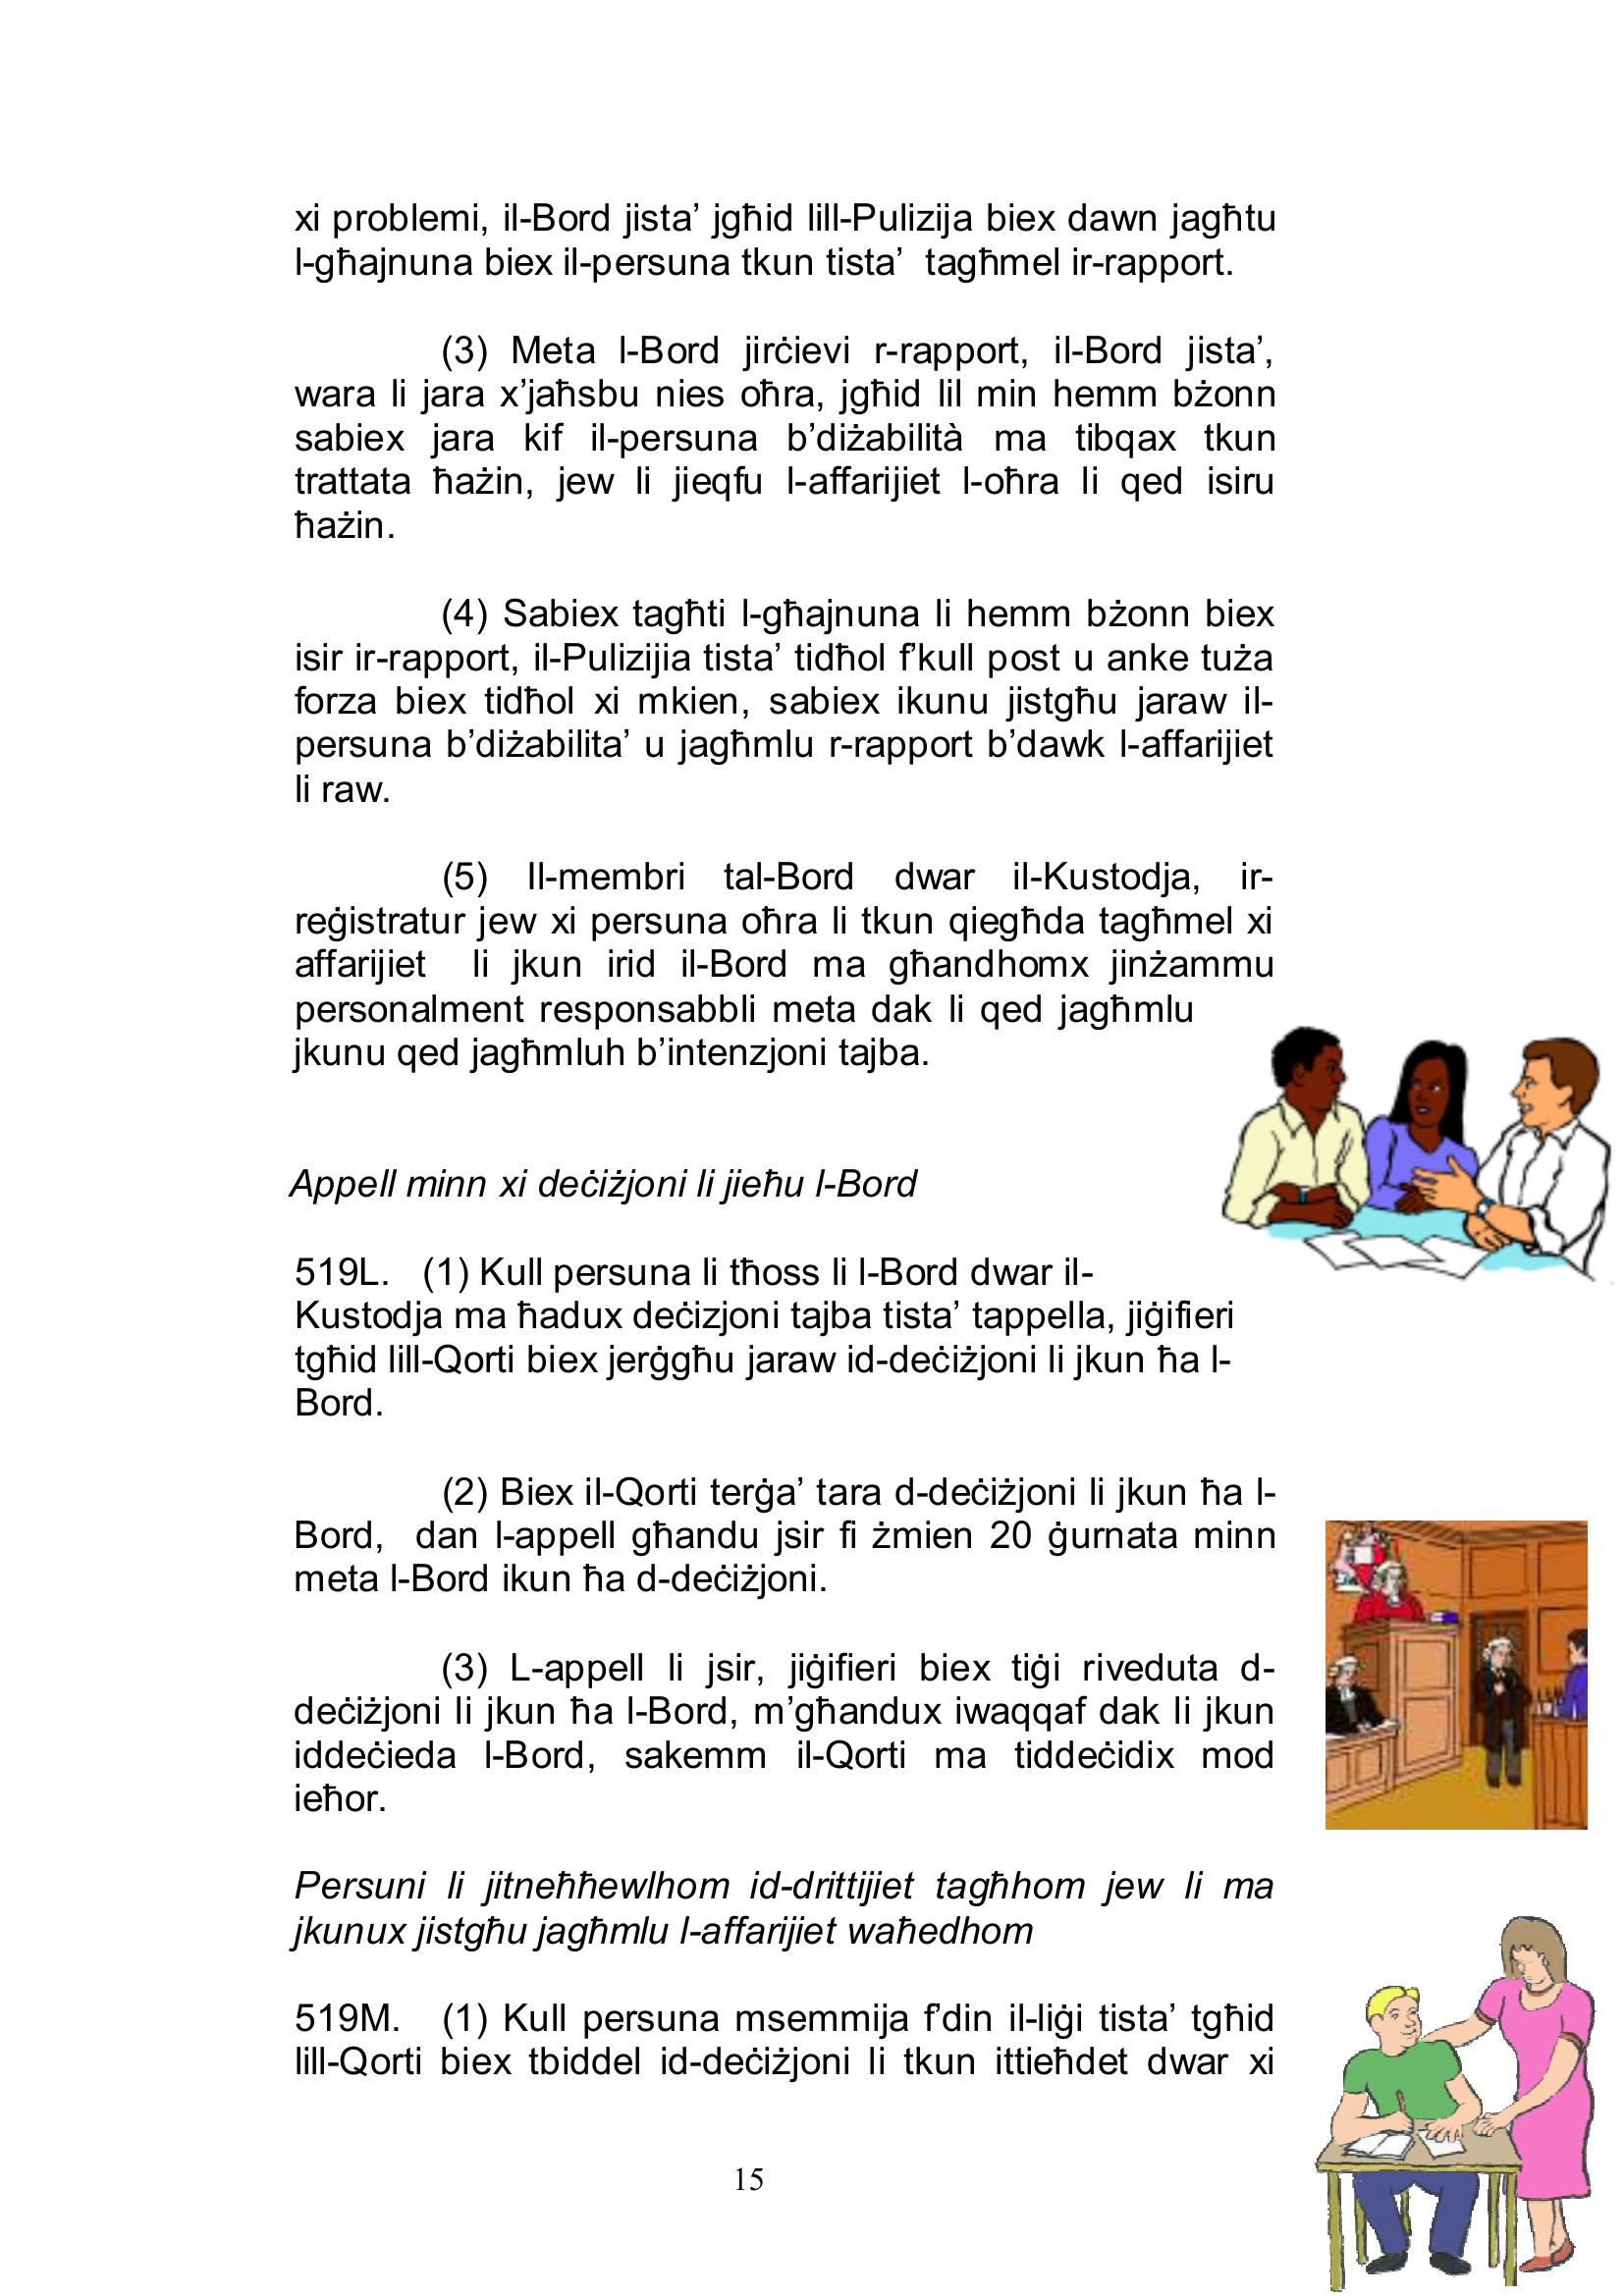 xi problemi, il-Bord jista’ jgħid lill-Pulizija biex dawn jagħtu
l-għajnuna biex il-persuna tkun tista’ tagħmel ir-rapport.
(3) Meta l-Bord jirċievi r-rapport, il-Bord jista’,
wara li jara x’jaħsbu nies oħra, jgħid lil min hemm bżonn
sabiex jara kif il-persuna b’diżabilità ma tibqax tkun
trattata ħażin, jew li jieqfu l-affarijiet l-oħra li qed isiru
ħażin.
(4) Sabiex tagħti l-għajnuna li hemm bżonn biex
isir ir-rapport, il-Pulizijia tista’ tidħol f’kull post u anke tuża
forza biex tidħol xi mkien, sabiex ikunu jistgħu jaraw il-
persuna b’diżabilita’ u jagħmlu r-rapport b’dawk l-affarijiet
li raw.
(5) Il-membri tal-Bord dwar il-Kustodja, ir-
reġistratur jew xi persuna oħra li tkun qiegħda tagħmel xi
affarijiet li jkun irid il-Bord ma għandhomx jinżammu
personalment responsabbli meta dak li qed jagħmlu
jkunu qed jagħmluh b’intenzjoni tajba.
Appell minn xi deċiżjoni li jieħu l-Bord
519L. (1) Kull persuna li tħoss li l-Bord dwar il-
Kustodja ma ħadux deċizjoni tajba tista’ tappella, jiġifieri
tgħid lill-Qorti biex jerġgħu jaraw id-deċiżjoni li jkun ħa l-
Bord.
(2) Biex il-Qorti terġa’ tara d-deċiżjoni li jkun ħa l-
Bord, dan l-appell għandu jsir fi żmien 20 ġurnata minn
meta l-Bord ikun ħa d-deċiżjoni.
(3) L-appell li jsir, jiġifieri biex tiġi riveduta d-
deċiżjoni li jkun ħa l-Bord, m’għandux iwaqqaf dak li jkun
iddeċieda l-Bord, sakemm il-Qorti ma tiddeċidix mod
ieħor.
Persuni li jitneħħewlhom id-drittijiet tagħhom jew li ma
jkunux jistgħu jagħmlu l-affarijiet waħedhom
519M. (1) Kull persuna msemmija f’din il-liġi tista’ tgħid
lill-Qorti biex tbiddel id-deċiżjoni li tkun ittieħdet dwar xi
15